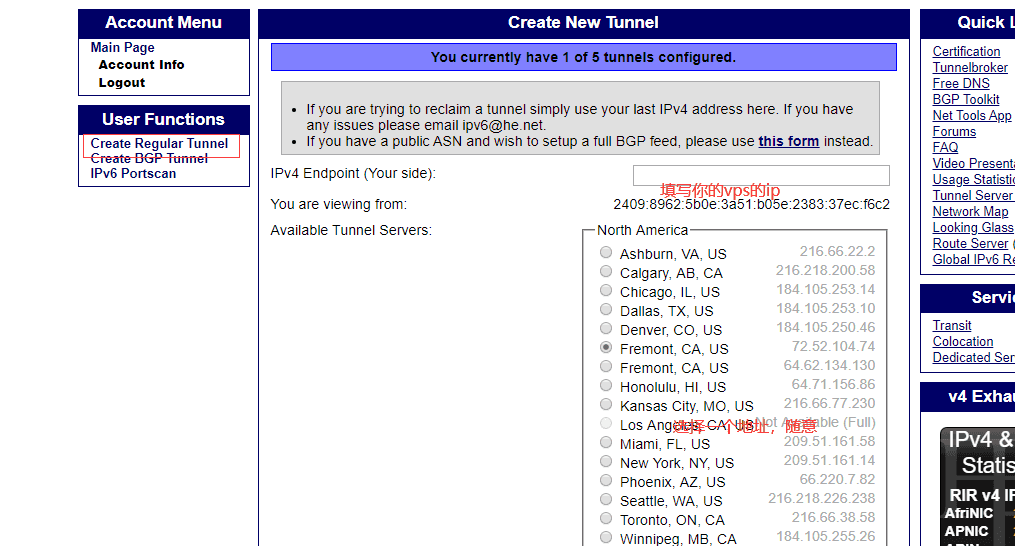 Account Menu
Main Page
Account Info
Logout
User Functions
Create Regular Tunnel
Create BGP Tunnel
IPv6 Portscan
Create New Tunnel
You currently have 1 of 5 tunnels configured.
If you are trying to reclaim a tunnel simply use your last IPv4 address here. If you have
any issues please email ipv6@he.net.
If you have a public ASN and wish to setup a full BGP feed, please use this form instead.
IPv4 Endpoint (Your side):
填写你的vps的ip
You are viewing from: 2409:8962:5b0e:3a51:b05e:2383:37ec:f6c2
Available Tunnel Servers:
North America
Ashburn, VA, US 216.66.22.2
Calgary, AB, CA 216.218.200.58
Chicago, IL, US 184.105.253.14
Dallas, TX, US 184.105.253.10
Denver, CO, US 184.105.250.46
Fremont, CA, US 72.52.104.74
Fremont, CA, US 64.62.134.130
Honolulu, HI, US 64.71.156.86
Kansas City, MO, US 216.66.77.230
Los Angeles, CA, US Not Available (Full)
选择一个地址，随意
Miami, FL, US 209.51.161.58
New York, NY, US 209.51.161.14
Phoenix, AZ, US 66.220.7.82
Seattle, WA, US 216.218.226.238
Toronto, ON, CA 216.66.38.58
Winnipeg, MB, CA 184.105.255.26
Quick L
Certification
Tunnelbroker
Free DNS
BGP Toolkit
Net Tools App
Forums
FAQ
Video Presenta
Usage Statistic
Tunnel Server
Network Map
Looking Glass
Route Server (
Global IPv6 Re
Servic
Transit
Colocation
Dedicated Ser
v4 Exhau
IPv4 &
Statis
RIR v4 IP
AfriNIC
APNIC